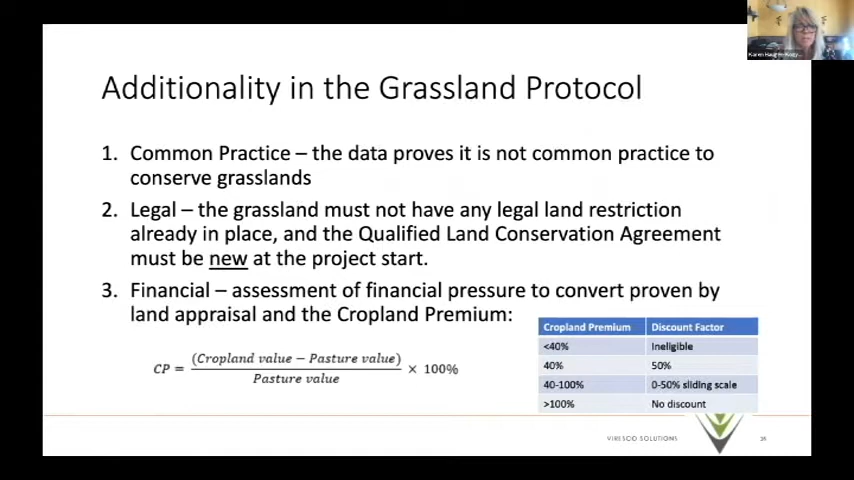 Additionality in the Grassland Protocol
1. Common Practice – the data proves it is not common practice to
conserve grasslands
2. Legal – the grassland must not have any legal land restriction
already in place, and the Qualified Land Conservation Agreement
must be new at the project start.
3. Financial – assessment of financial pressure to convert proven by
land appraisal and the Cropland Premium:
CP = (Cropland value − Pasture value) / Pasture value × 100%
Cropland Premium Discount Factor
<40% Ineligible
40% 50%
40-100% 0-50% sliding scale
>100% No discount
VIRESCO SOLUTIONS
Karen